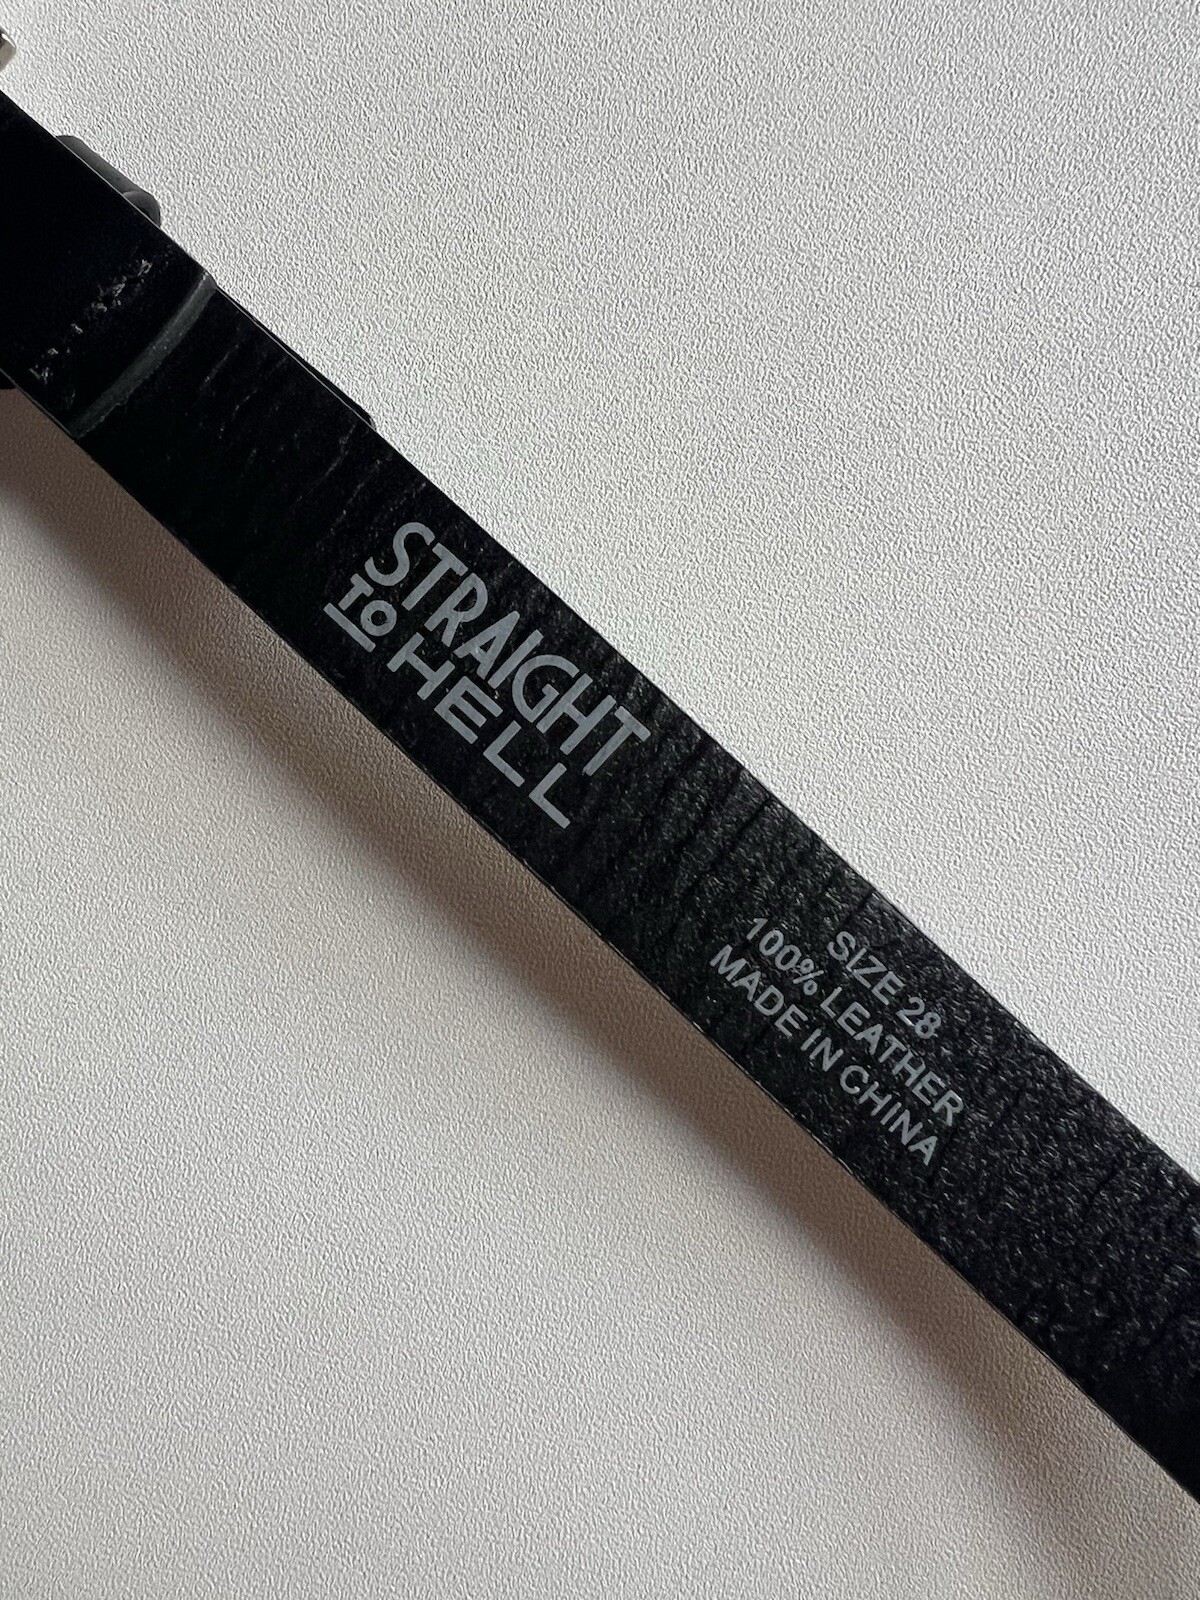 STRAIGHT
TO HELL
SIZE 28
100% LEATHER
MADE IN CHINA